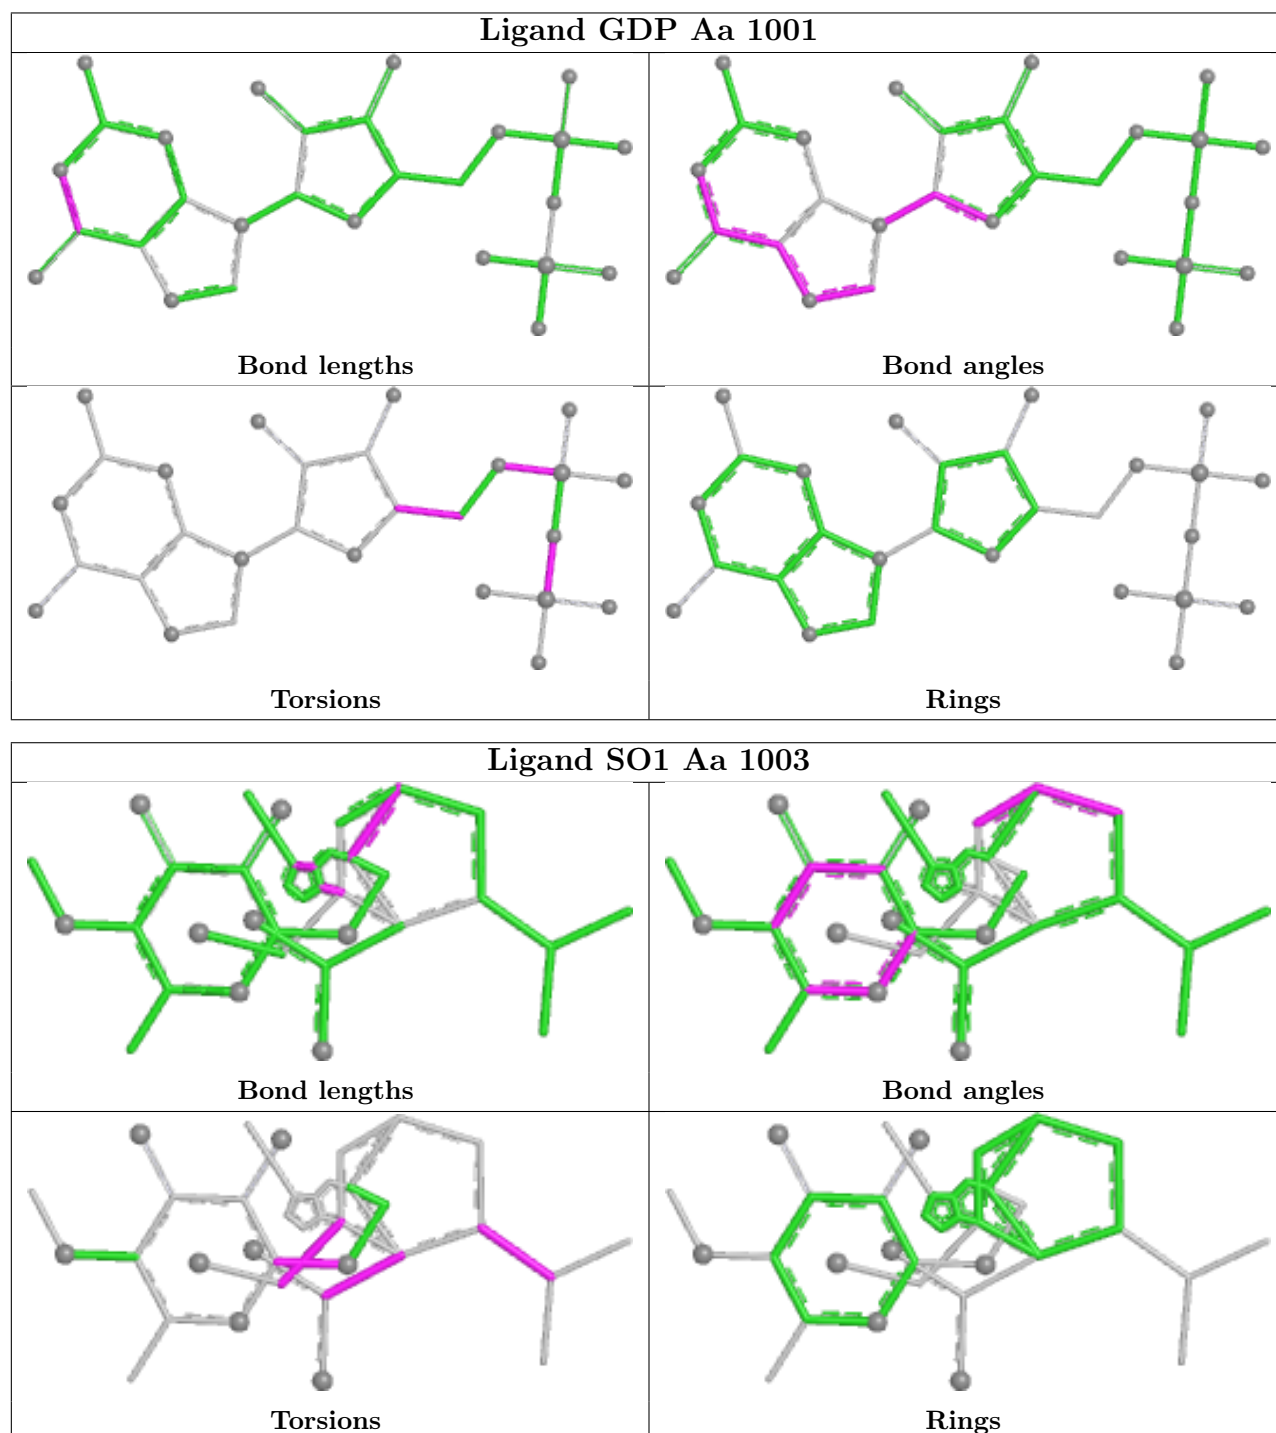 Ligand GDP Aa 1001
Bond lengths
Bond angles
Torsions
Rings
Ligand SO1 Aa 1003
Bond lengths
Bond angles
Torsions
Rings